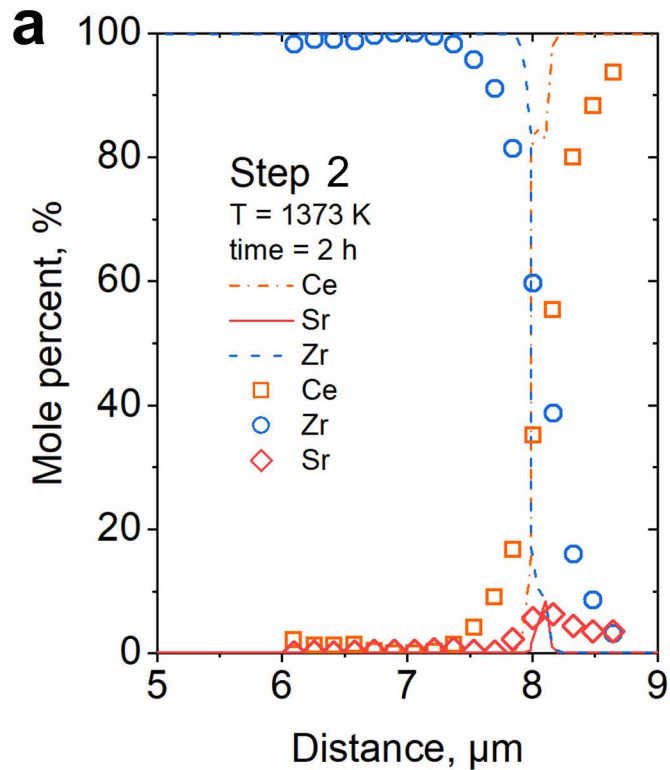 a
100
80
60
40
20
0
Mole percent, %
Step 2
T = 1373 K
time = 2 h
Ce
Sr
Zr
Ce
Zr
Sr
5 6 7 8 9
Distance, μm